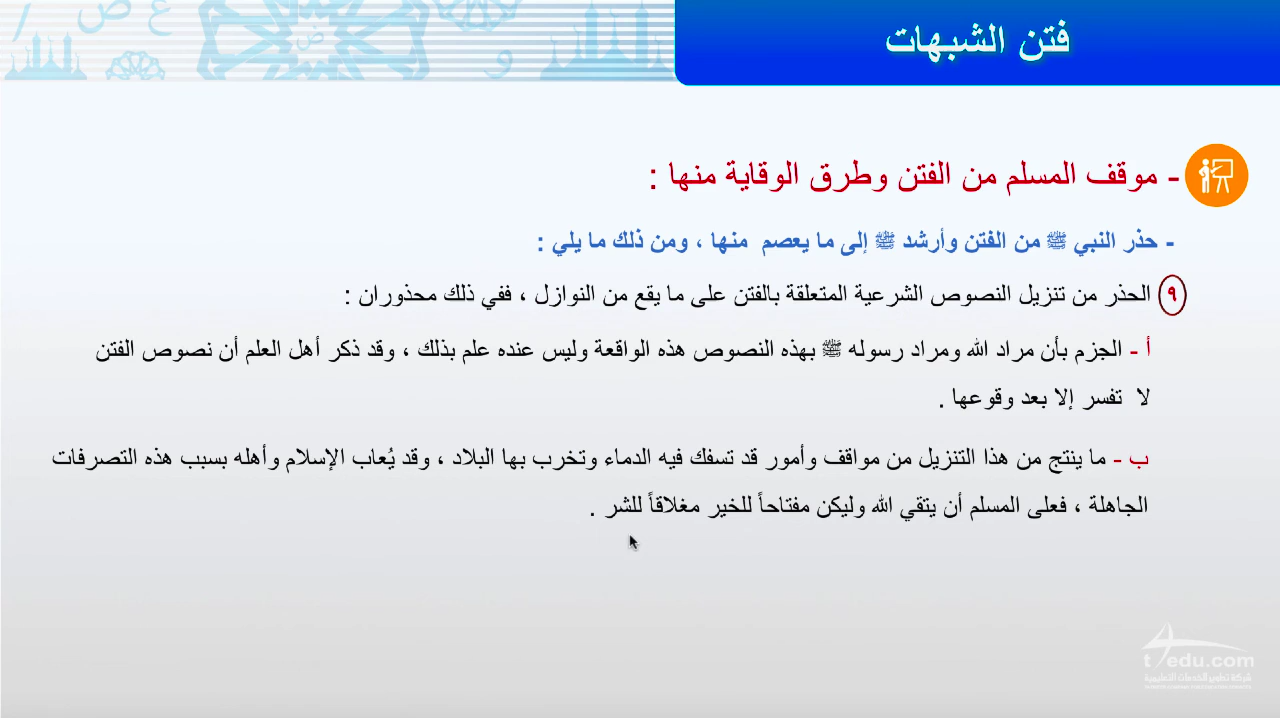 فتن الشبهات
- موقف المسلم من الفتن وطرق الوقاية منها :
- حذر النبي ﷺ من الفتن وأرشد ﷺ إلى ما يعصم منها ، ومن ذلك ما يلي :
٩ الحذر من تنزيل النصوص الشرعية المتعلقة بالفتن على ما يقع من النوازل ، ففي ذلك محذوران :
أ - الجزم بأن مراد الله ومراد رسوله ﷺ بهذه النصوص هذه الواقعة وليس عنده علم بذلك ، وقد ذكر أهل العلم أن نصوص الفتن
لا تفسر إلا بعد وقوعها .
ب - ما ينتج من هذا التنزيل من مواقف وأمور قد تسفك فيه الدماء وتخرب بها البلاد ، وقد يُعاب الإسلام وأهله بسبب هذه التصرفات
الجاهلة ، فعلى المسلم أن يتقي الله وليكن مفتاحاً للخير مغلاقاً للشر .
t4edu.com
شركة تطوير للخدمات التعليمية